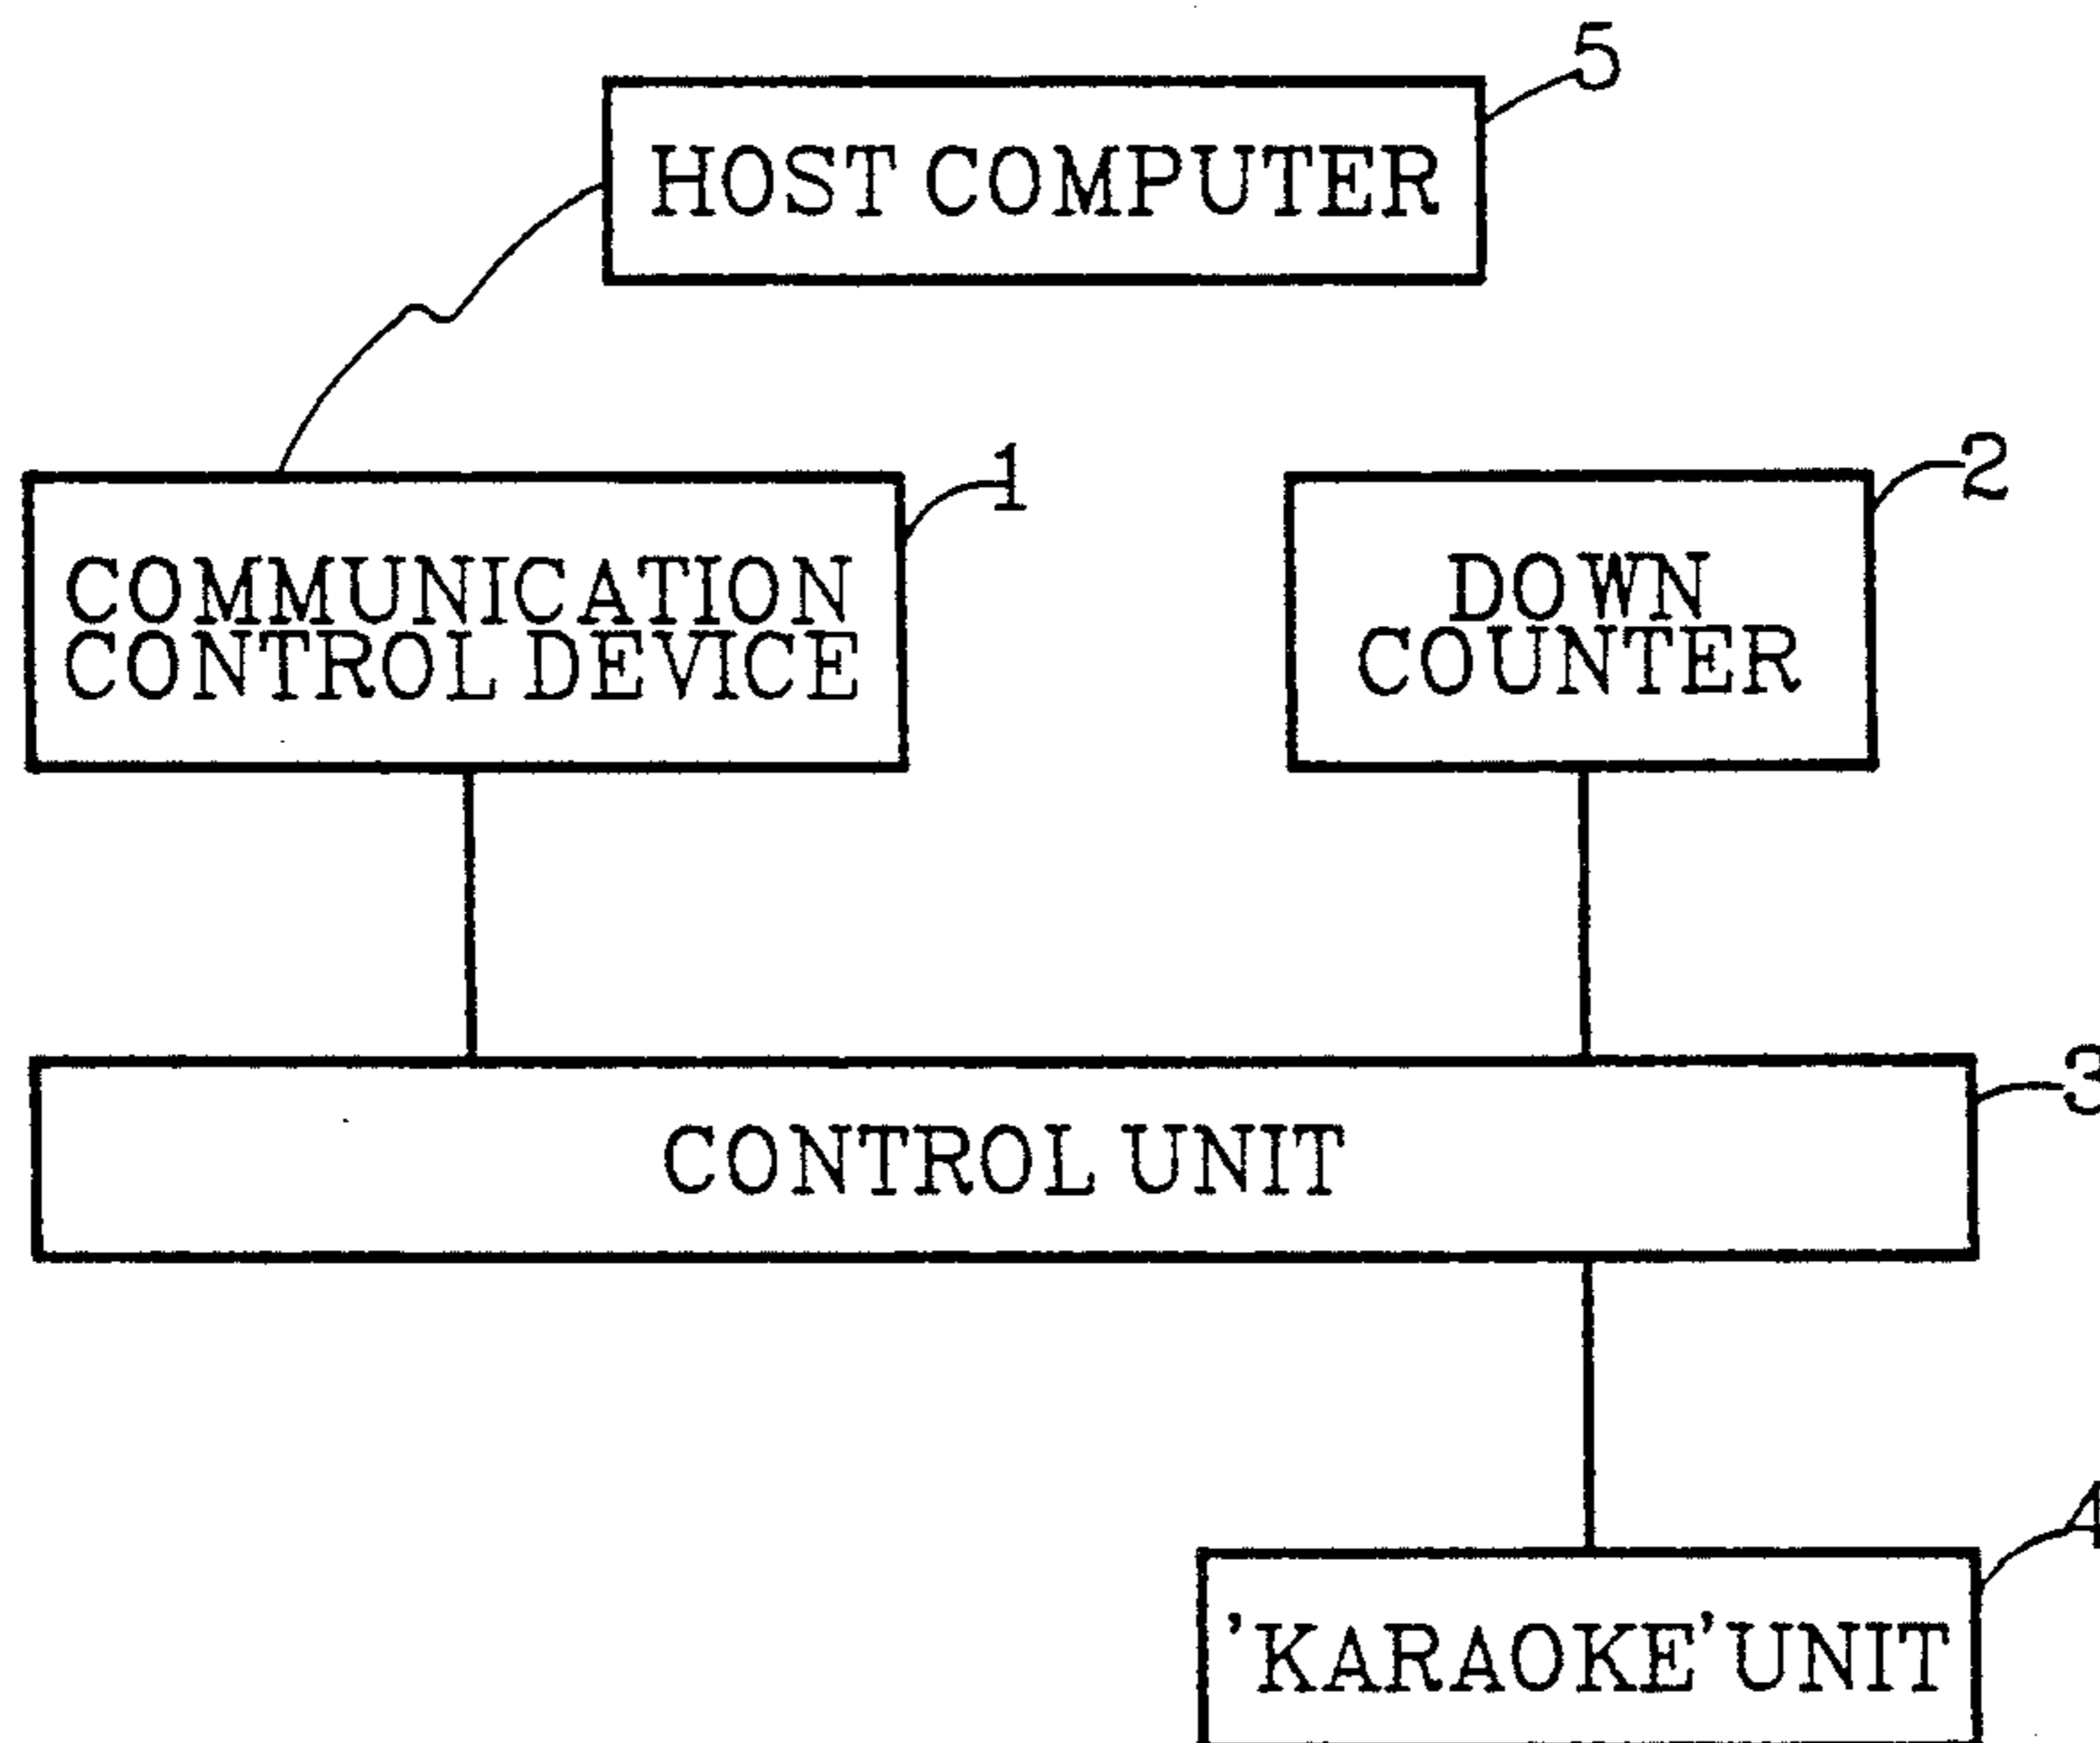 5
HOST COMPUTER
1
2
COMMUNICATION
CONTROL DEVICE
DOWN
COUNTER
3
CONTROL UNIT
4
'KARAOKE' UNIT